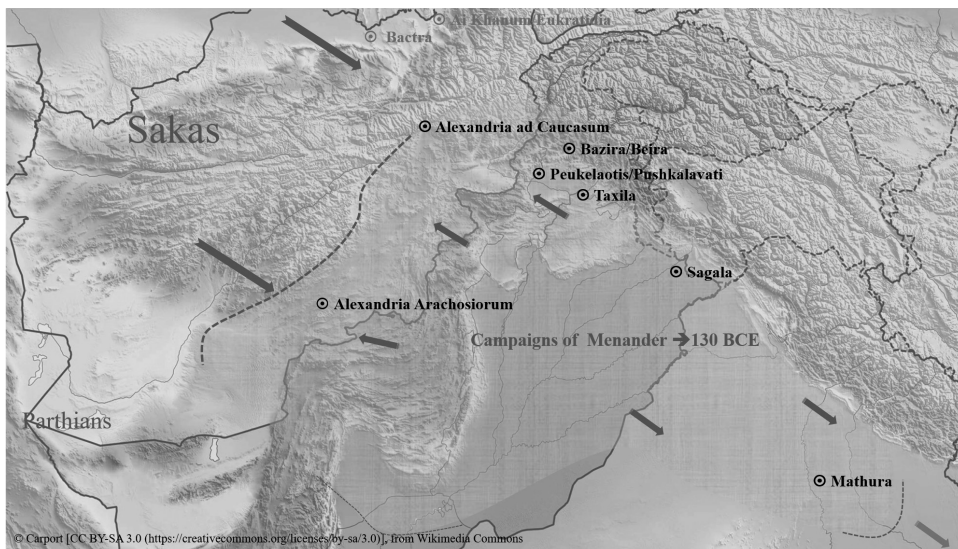 Ai Khanum/Eukratidia
Bactra
Sakas
Alexandria ad Caucasum
Bazira/Beira
Peukelaotis/Pushkalavati
Taxila
Sagala
Alexandria Arachosiorum
Campaigns of Menander ➔130 BCE
Parthians
Mathura
© Carport [CC BY-SA 3.0 (https://creativecommons.org/licenses/by-sa/3.0)], from Wikimedia Commons